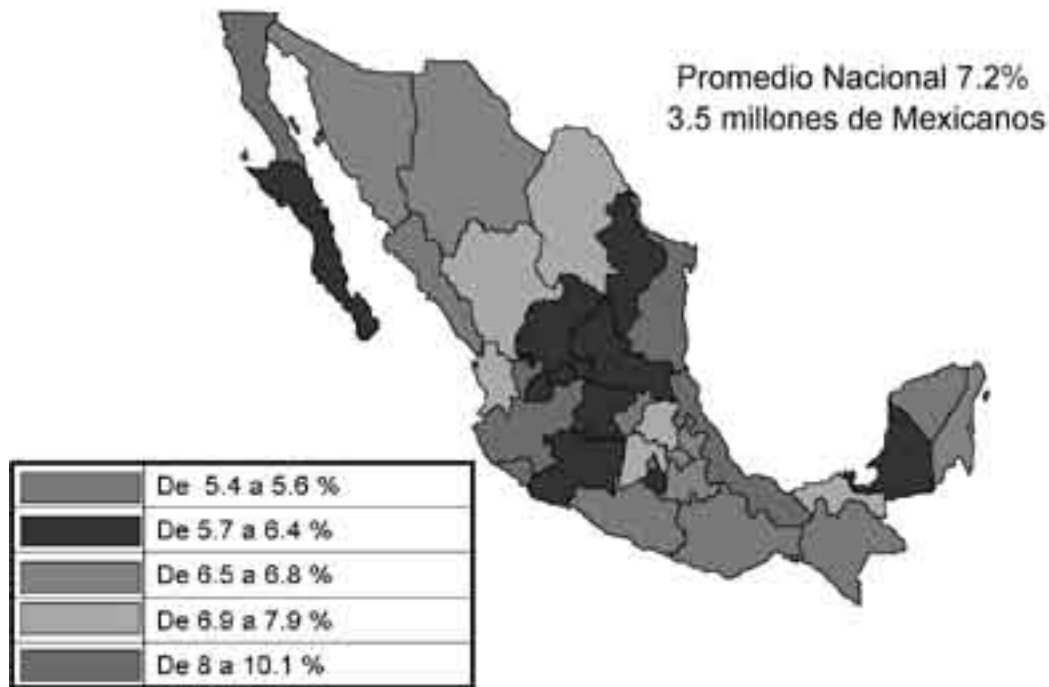 Promedio Nacional 7.2%
3.5 millones de Mexicanos
De 5.4 a 5.6 %
De 5.7 a 6.4 %
De 6.5 a 6.8 %
De 6.9 a 7.9 %
De 8 a 10.1 %